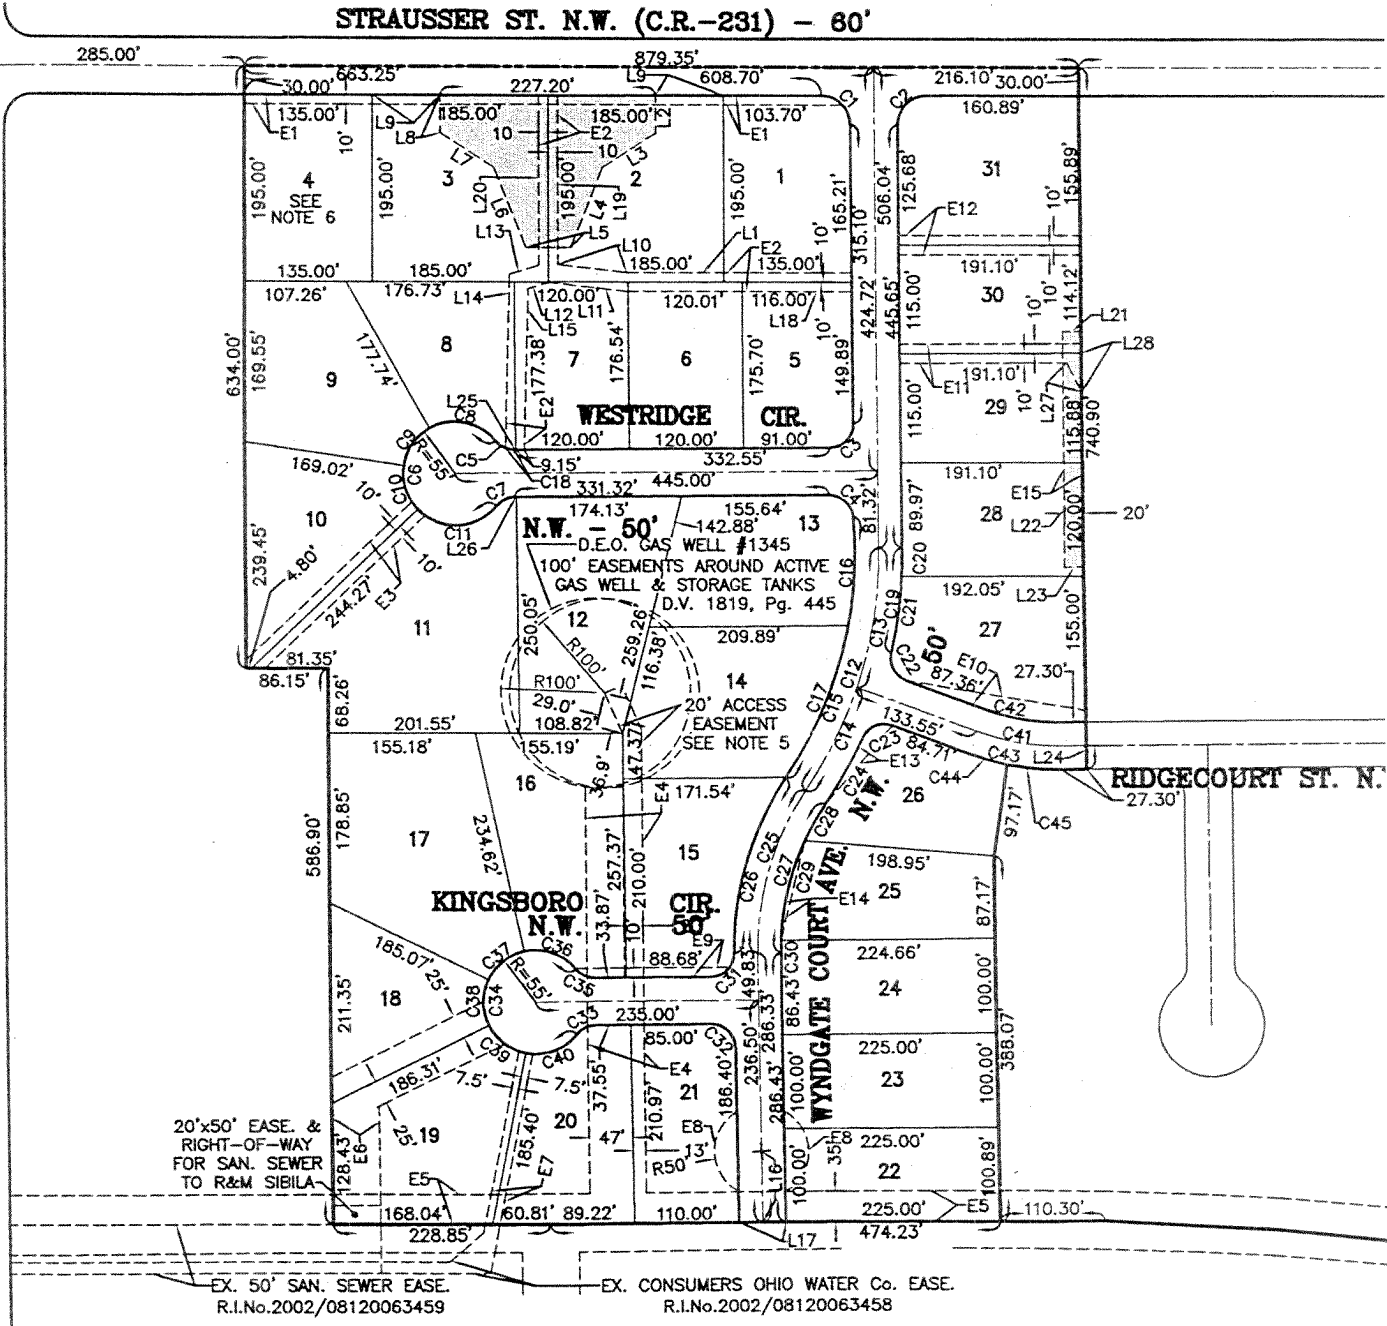 STRAUSSER ST. N.W. (C.R.-231) - 60'
285.00'
879.35'
663.25'
L9
608.70'
216.10'
30.00'
30.00'
227.20'
C1
C2
135.00'
E1
10'
L9
L8
185.00'
10
E2
185.00'
L2
103.70'
E1
160.89'
195.00'
4
SEE
NOTE 6
195.00'
3
L7
L20
L6
10
195.00'
L3
2
L4
L19
195.00'
1
165.21'
506.04'
125.68'
31
155.89'
E12
10'
L13
L5
L10
L1
E2
10'
315.10'
135.00'
185.00'
185.00'
135.00'
191.10'
107.26'
176.73'
L14
120.00'
L12
L11
L15
120.01'
116.00'
L18
10'
424.72'
445.65'
115.00'
30
10'
10'
114.12'
L21
L28
634.00'
169.55'
9
177.74'
8
177.38'
7
176.54'
6
175.70'
5
149.89'
E11
191.10'
10'
L27
29
115.00'
115.88'
740.90'
L25
E2
WESTRIDGE CIR.
C8
C9
R=55'
C6
C5
120.00'
120.00'
91.00'
C3
9.15'
332.55'
169.02'
C10
C7
C18
445.00'
331.32'
C4
191.10'
E15
10'
10
C11
L26
174.13'
155.64'
142.88'
13
81.32'
89.97'
28
L22
120.00'
20'
N.W. - 50'
D.E.O. GAS WELL #1345
100' EASEMENTS AROUND ACTIVE
GAS WELL & STORAGE TANKS
D.V. 1819, Pg. 445
C16
C20
239.45'
4.80'
244.27'
E3
10'
11
250.05'
12
R100'
259.26'
116.38'
209.89'
C13
C19
C21
192.05'
L23
27
155.00'
81.35'
86.15'
R100'
29.0'
108.82'
14
20' ACCESS
EASEMENT
SEE NOTE 5
C17
C12
C15
C22
50'
87.36'
E10
27.30'
68.26'
201.55'
155.18'
155.19'
16
36.9'
47.37'
C14
133.55'
C42
C41
C23
84.71'
C43
L24
E13
C44
RIDGECOURT ST. N.
27.30'
E4
171.54'
C24
N.W.
26
97.17'
C45
586.90'
178.85'
17
234.62'
257.37'
210.00'
15
C25
C28
C26
C27
C29
198.95'
25
87.17'
E14
KINGSBORO CIR.
N.W. 50'
33.87'
10
E9
185.07'
25'
C37
C36
88.68'
C31
49.83'
C30
224.66'
211.35'
18
C38
C34
R=55'
C35
235.00'
C33
86.43'
286.33'
24
100.00'
388.07'
186.31'
C39
C40
7.5'
7.5'
85.00'
C32
E4
37.55'
210.97'
21
186.40'
236.50'
286.43'
WYNDGATE COURT AVE.
225.00'
23
100.00'
100.00'
20'x50' EASE. &
RIGHT-OF-WAY
FOR SAN. SEWER
TO R&M SIBILA
128.43'
E6
25'
19
185.40'
20
47'
E8
13'
R50'
E8
35'
225.00'
22
100.89'
E5
E7
L16
100.00'
E5
168.04'
60.81'
89.22'
110.00'
225.00'
110.30'
228.85'
L17
474.23'
EX. 50' SAN. SEWER EASE.
R.I.No.2002/08120063459
EX. CONSUMERS OHIO WATER Co. EASE.
R.I.No.2002/08120063458